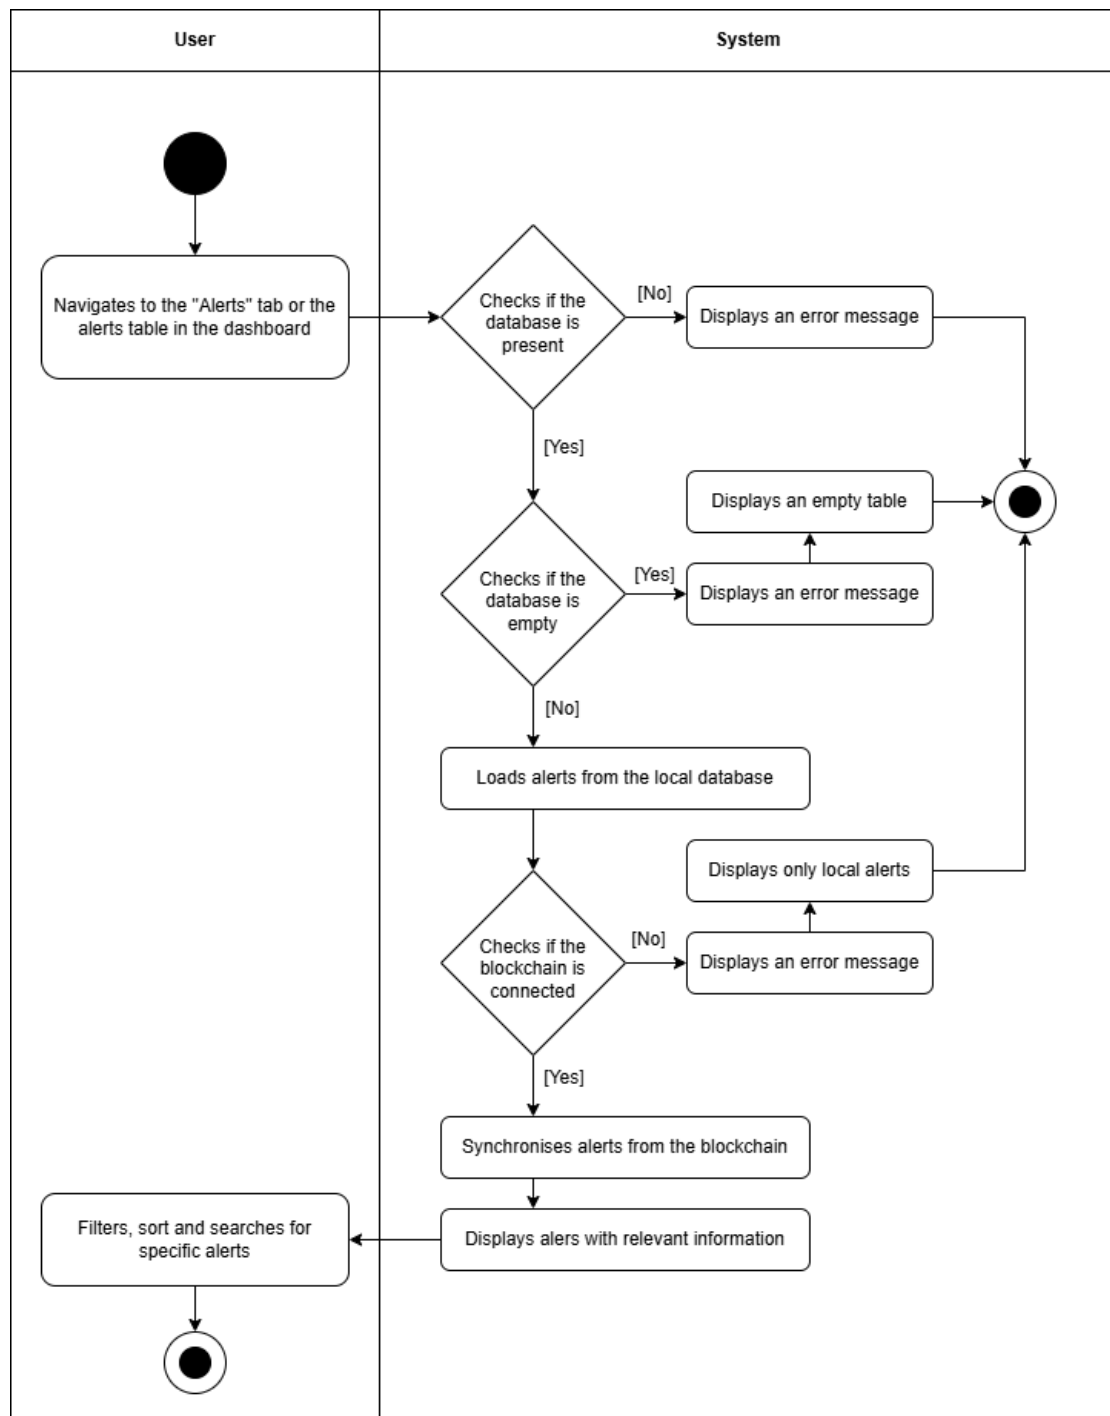 User
System
Navigates to the "Alerts" tab or the
alerts table in the dashboard
Checks if the
database is
present
[No]
Displays an error message
[Yes]
Displays an empty table
Checks if the
database is
empty
[Yes]
Displays an error message
[No]
Loads alerts from the local database
Displays only local alerts
Checks if the
blockchain is
connected
[No]
Displays an error message
[Yes]
Synchronises alerts from the blockchain
Displays alers with relevant information
Filters, sort and searches for
specific alerts